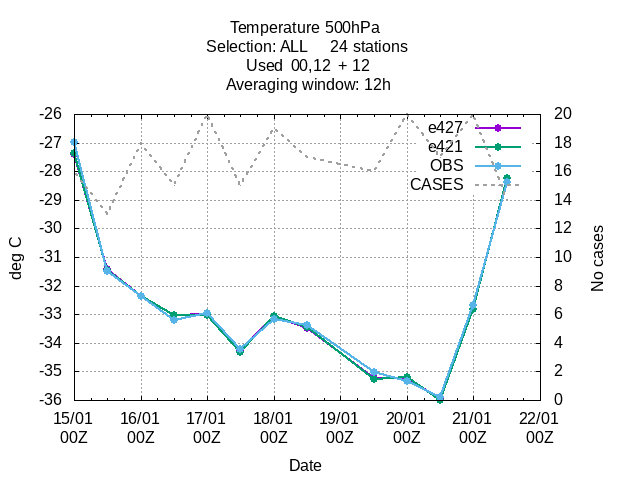 Temperature 500hPa
Selection: ALL 24 stations
Used 00,12 + 12
Averaging window: 12h
-26
-27
-28
-29
-30
-31
-32
-33
-34
-35
-36
deg C
20
18
16
14
12
10
8
6
4
2
0
No cases
e427
e421
OBS
CASES
15/01 16/01 17/01 18/01 19/01 20/01 21/01 22/01
00Z 00Z 00Z 00Z 00Z 00Z 00Z 00Z
Date